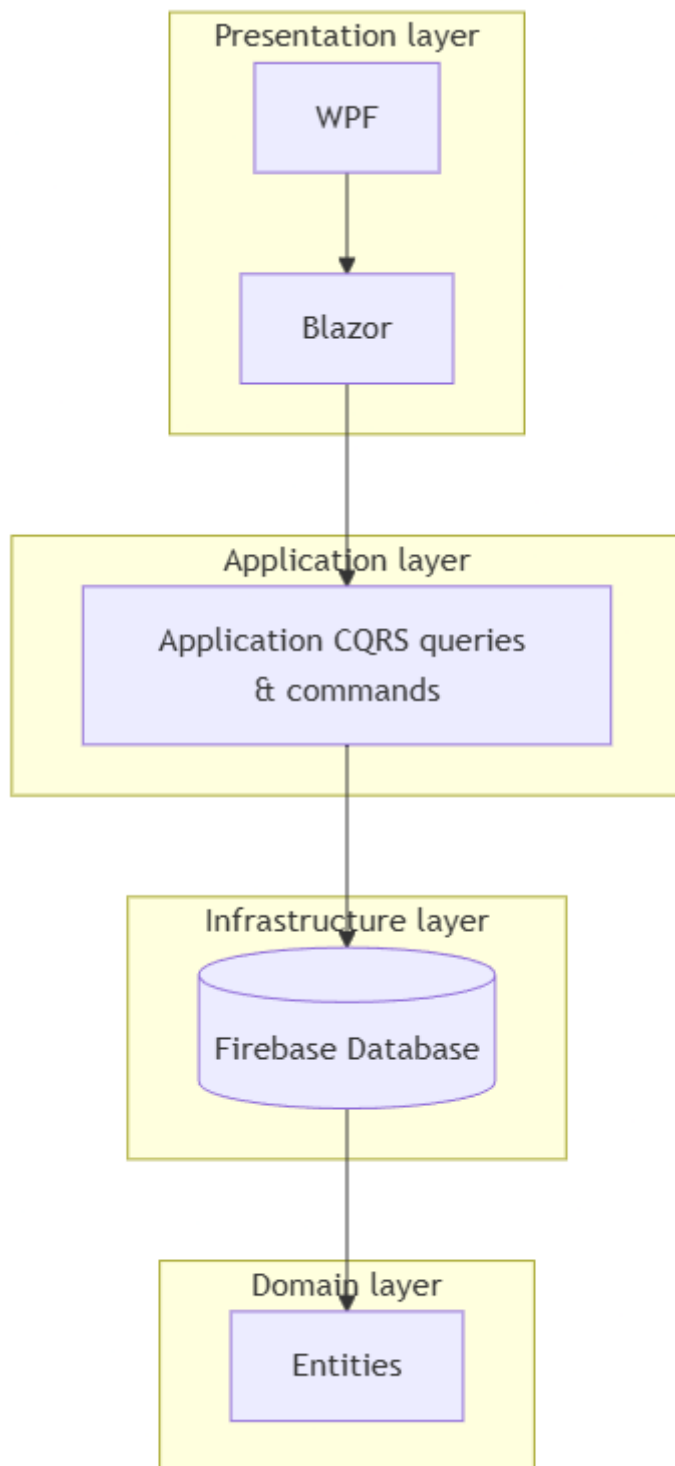 Presentation layer
WPF
Blazor
Application layer
Application CQRS queries
& commands
Infrastructure layer
Firebase Database
Domain layer
Entities